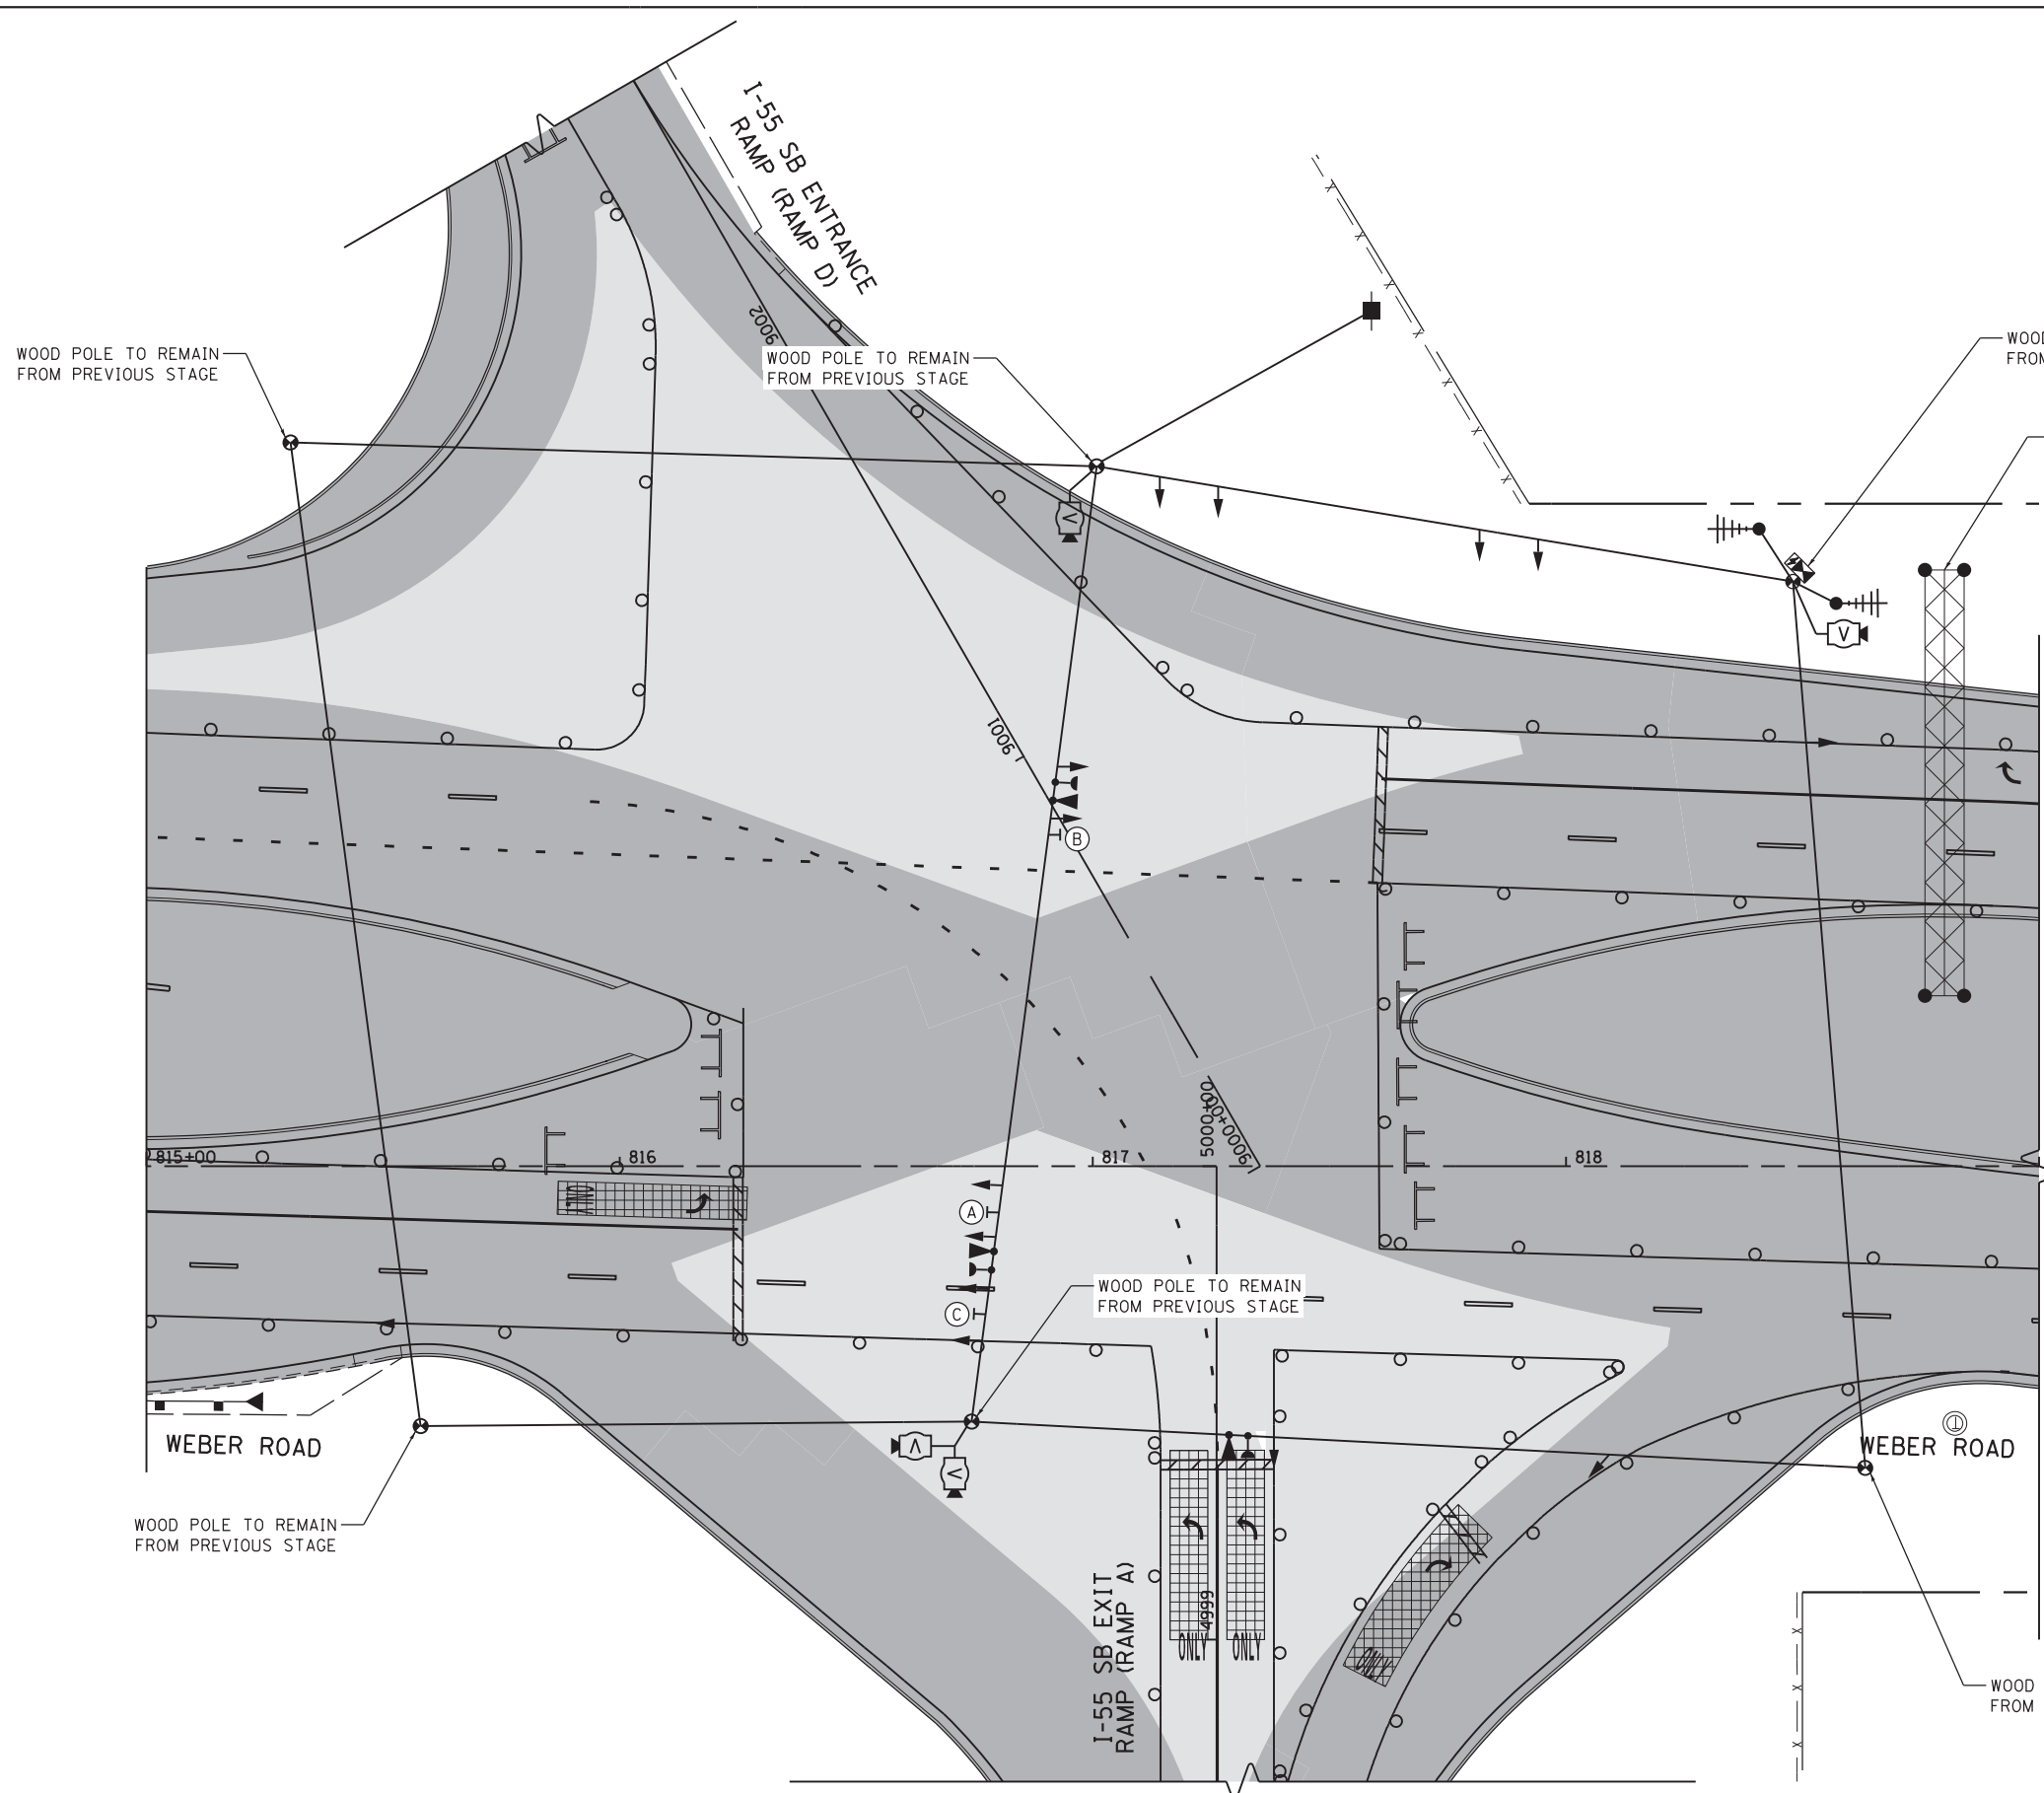 I-55 SB ENTRANCE
RAMP (RAMP D)
WOOD POLE TO REMAIN
FROM PREVIOUS STAGE
9002
WOOD POLE TO REMAIN
FROM PREVIOUS STAGE
V
V
9001
B
5000+00
9000+00
815+00
816
817
818
A
C
WOOD POLE TO REMAIN
FROM PREVIOUS STAGE
WEBER ROAD
WEBER ROAD
V
V
WOOD POLE TO REMAIN
FROM PREVIOUS STAGE
I-55 SB EXIT
RAMP (RAMP A)
4999
ONLY
ONLY
ONLY
WOOD
FROM